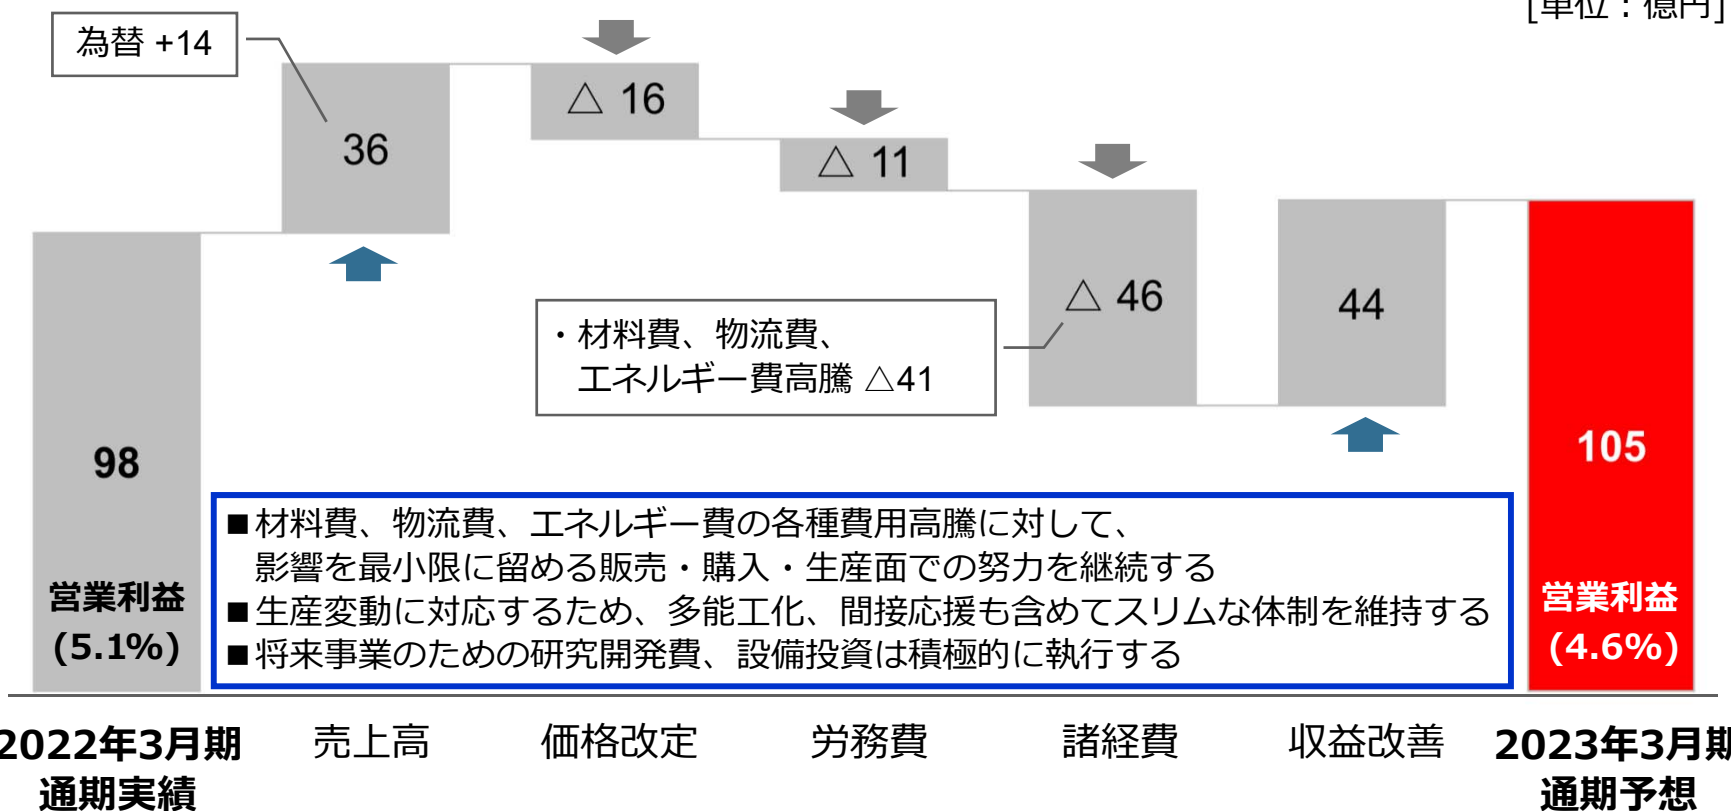 [単位：億円]
為替 +14
36
△ 16
△ 11
△ 46
44
・材料費、物流費、
エネルギー費高騰 △41
98
営業利益
(5.1%)
105
営業利益
(4.6%)
■材料費、物流費、エネルギー費の各種費用高騰に対して、
影響を最小限に留める販売・購入・生産面での努力を継続する
■生産変動に対応するため、多能工化、間接応援も含めてスリムな体制を維持する
■将来事業のための研究開発費、設備投資は積極的に執行する
2022年3月期
通期実績
売上高
価格改定
労務費
諸経費
収益改善
2023年3月期
通期予想